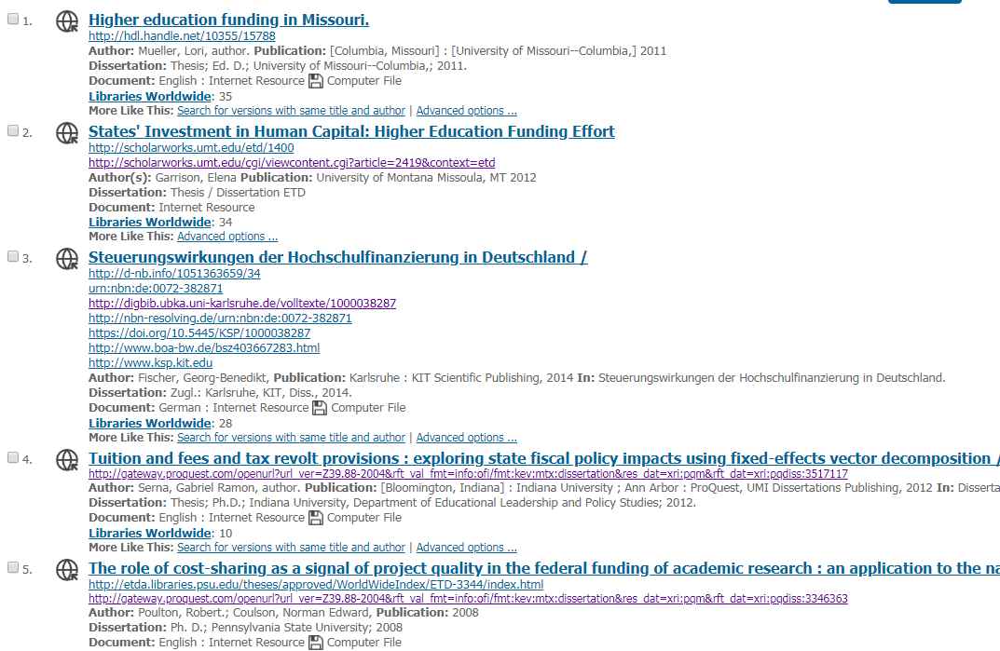 1. Higher education funding in Missouri.
http://hdl.handle.net/10355/15788
Author: Mueller, Lori, author. Publication: [Columbia, Missouri] : [University of Missouri--Columbia,] 2011
Dissertation: Thesis; Ed. D.; University of Missouri--Columbia,; 2011.
Document: English : Internet Resource Computer File
Libraries Worldwide: 35
More Like This: Search for versions with same title and author | Advanced options ...
2. States' Investment in Human Capital: Higher Education Funding Effort
http://scholarworks.umt.edu/etd/1400
http://scholarworks.umt.edu/cgi/viewcontent.cgi?article=2419&context=etd
Author(s): Garrison, Elena Publication: University of Montana Missoula, MT 2012
Dissertation: Thesis / Dissertation ETD
Document: Internet Resource
Libraries Worldwide: 34
More Like This: Advanced options ...
3. Steuerungswirkungen der Hochschulfinanzierung in Deutschland /
http://d-nb.info/1051363659/34
urn:nbn:de:0072-382871
http://digbib.ubka.uni-karlsruhe.de/volltexte/1000038287
http://nbn-resolving.de/urn:nbn:de:0072-382871
https://doi.org/10.5445/KSP/1000038287
http://www.boa-bw.de/bsz403667283.html
http://www.ksp.kit.edu
Author: Fischer, Georg-Benedikt, Publication: Karlsruhe : KIT Scientific Publishing, 2014 In: Steuerungswirkungen der Hochschulfinanzierung in Deutschland.
Dissertation: Zugl.: Karlsruhe, KIT, Diss., 2014.
Document: German : Internet Resource Computer File
Libraries Worldwide: 28
More Like This: Search for versions with same title and author | Advanced options ...
4. Tuition and fees and tax revolt provisions : exploring state fiscal policy impacts using fixed-effects vector decomposition /
http://gateway.proquest.com/openurl?url_ver=Z39.88-2004&rft_val_fmt=info:ofi/fmt:kev:mtx:dissertation&res_dat=xri:pqm&rft_dat=xri:pqdiss:3517117
Author: Serna, Gabriel Ramon, author. Publication: [Bloomington, Indiana] : Indiana University ; Ann Arbor : ProQuest, UMI Dissertations Publishing, 2012 In: Disserta
Dissertation: Thesis; Ph.D.; Indiana University, Department of Educational Leadership and Policy Studies; 2012.
Document: English : Internet Resource Computer File
Libraries Worldwide: 10
More Like This: Search for versions with same title and author | Advanced options ...
5. The role of cost-sharing as a signal of project quality in the federal funding of academic research : an application to the na
http://etda.libraries.psu.edu/theses/approved/WorldWideIndex/ETD-3344/index.html
http://gateway.proquest.com/openurl?url_ver=Z39.88-2004&rft_val_fmt=info:ofi/fmt:kev:mtx:dissertation&res_dat=xri:pqm&rft_dat=xri:pqdiss:3346363
Author: Poulton, Robert.; Coulson, Norman Edward, Publication: 2008
Dissertation: Ph. D.; Pennsylvania State University; 2008
Document: English : Internet Resource Computer File